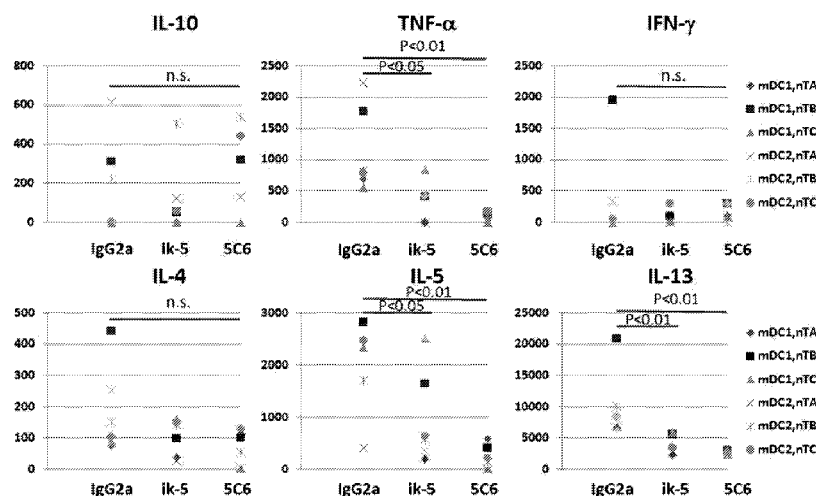 IL-10 TNF-α IFN-γ
P<0.01
n.s. P<0.05 n.s.
800 2500 2500
600 2000 2000
400 1500 1500
200 1000 1000
0 500 500
0 0
IgG2a ik-5 5C6 IgG2a ik-5 5C6 IgG2a ik-5 5C6
mDC1,nTA
mDC1,nTB
mDC1,nTC
mDC2,nTA
mDC2,nTB
mDC2,nTC
IL-4 IL-5 IL-13
n.s. P<0.01 P<0.01
P<0.05 P<0.01
500 3000 25000
400 2000 20000
300 1000 15000
200 0 10000
100 5000
0 0
IgG2a ik-5 5C6 IgG2a ik-5 5C6 IgG2a ik-5 5C6
mDC1,nTA
mDC1,nTB
mDC1,nTC
mDC2,nTA
mDC2,nTB
mDC2,nTC